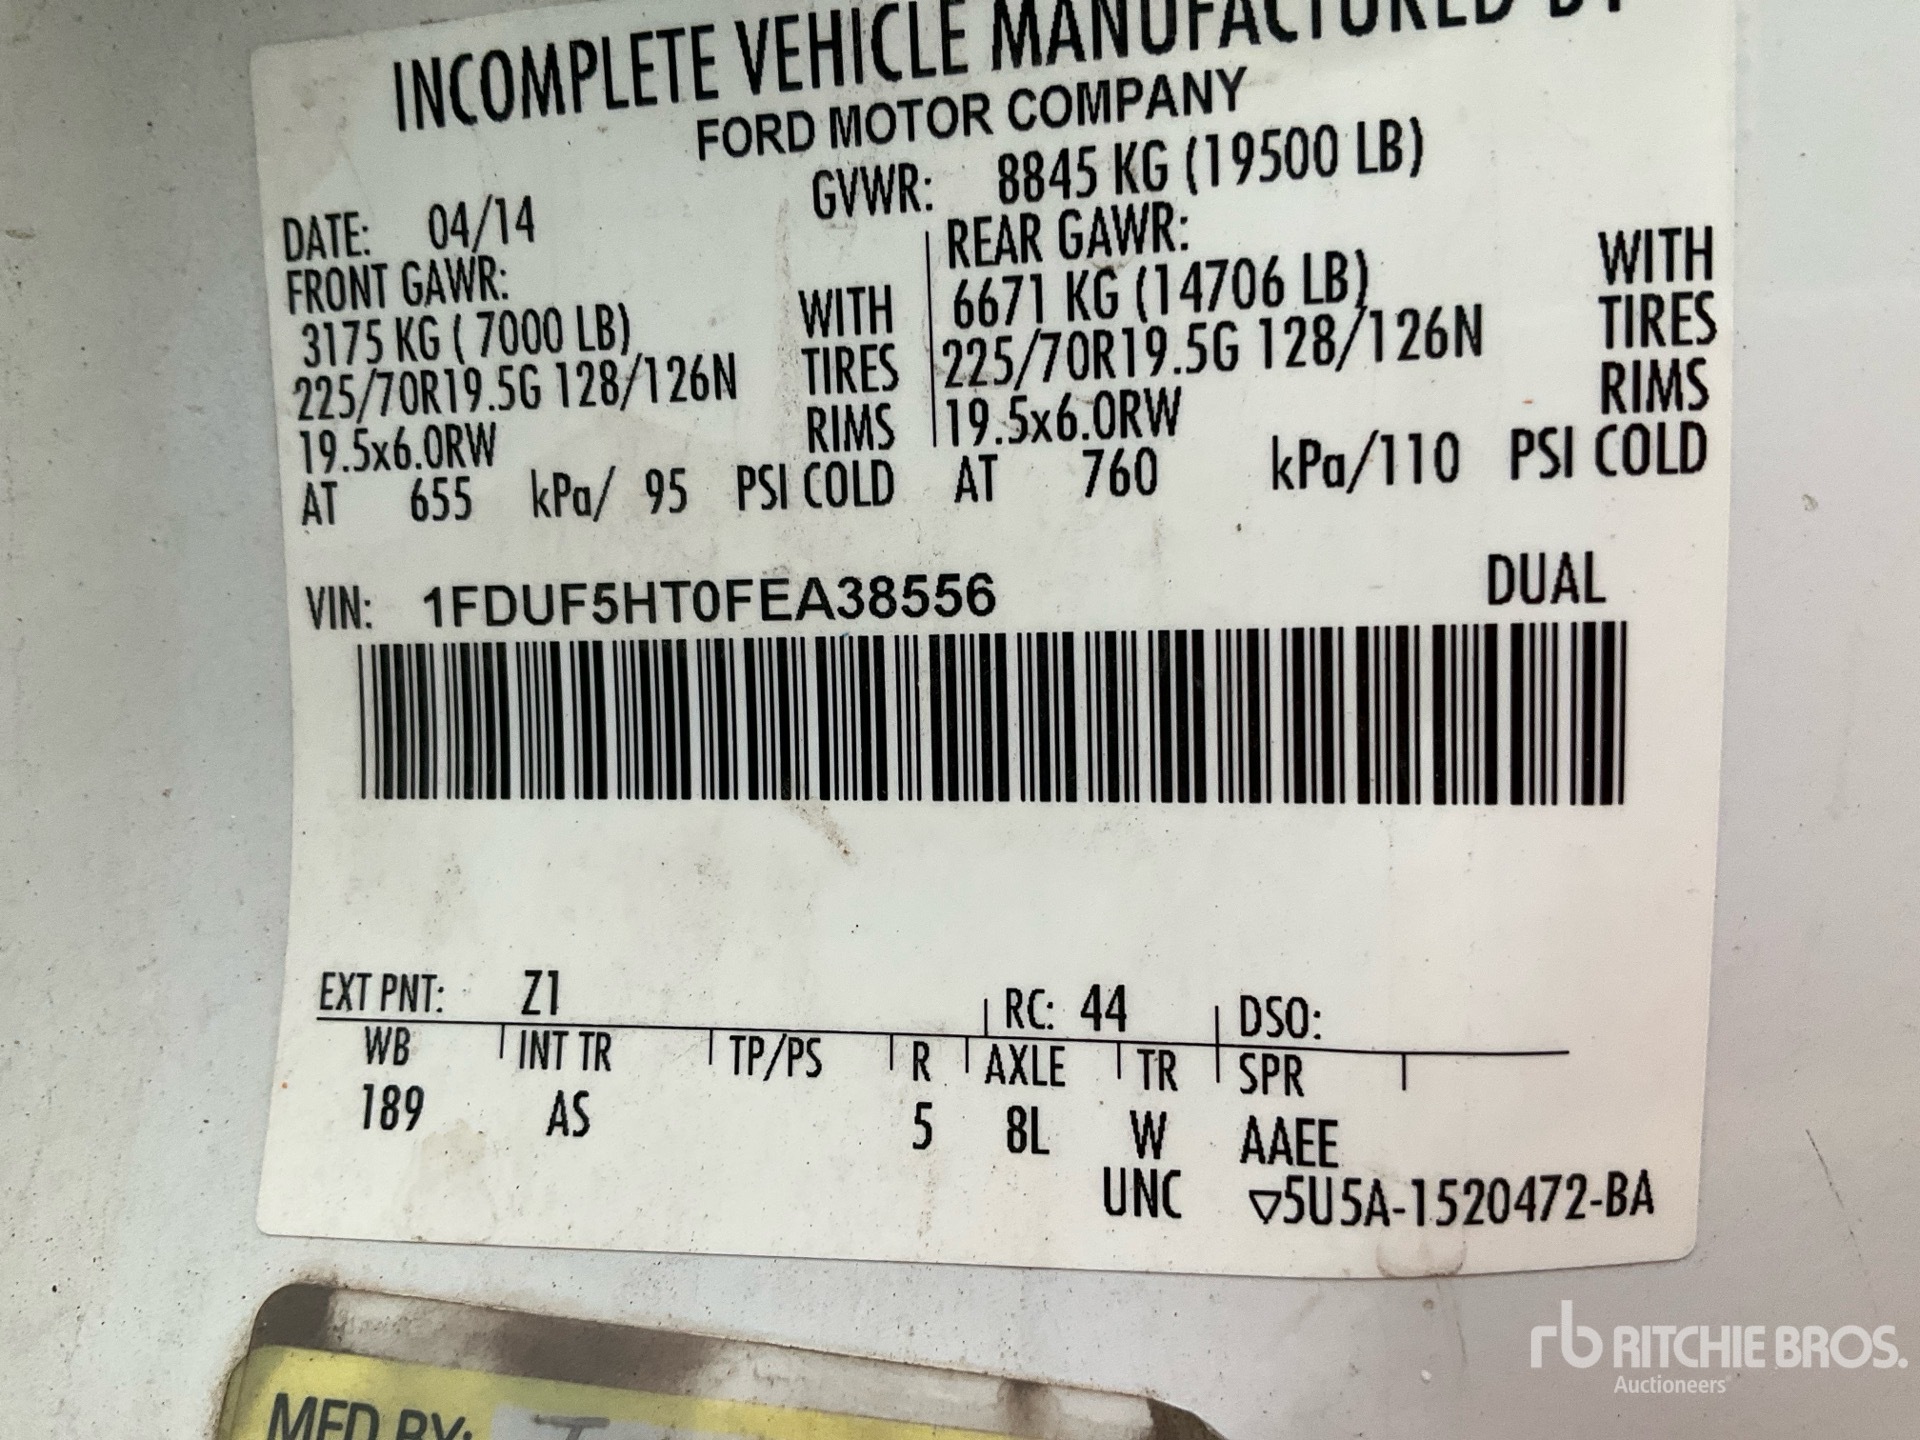 INCOMPLETE VEHICLE MANUFACTURED BY
FORD MOTOR COMPANY
DATE: 04/14 GVWR: 8845 KG (19500 LB)
FRONT GAWR: REAR GAWR:
3175 KG ( 7000 LB) WITH 6671 KG (14706 LB) WITH
225/70R19.5G 128/126N TIRES 225/70R19.5G 128/126N TIRES
19.5x6.0RW RIMS 19.5x6.0RW RIMS
AT 655 kPa/ 95 PSI COLD AT 760 kPa/110 PSI COLD
VIN: 1FDUF5HT0FEA38556 DUAL
EXT PNT: Z1 RC: 44 DSO:
WB INT TR TP/PS R AXLE TR SPR
189 AS 5 8L W AAEE
UNC ▽5U5A-1520472-BA
MFD BY:
rb RITCHIE BROS.
Auctioneers